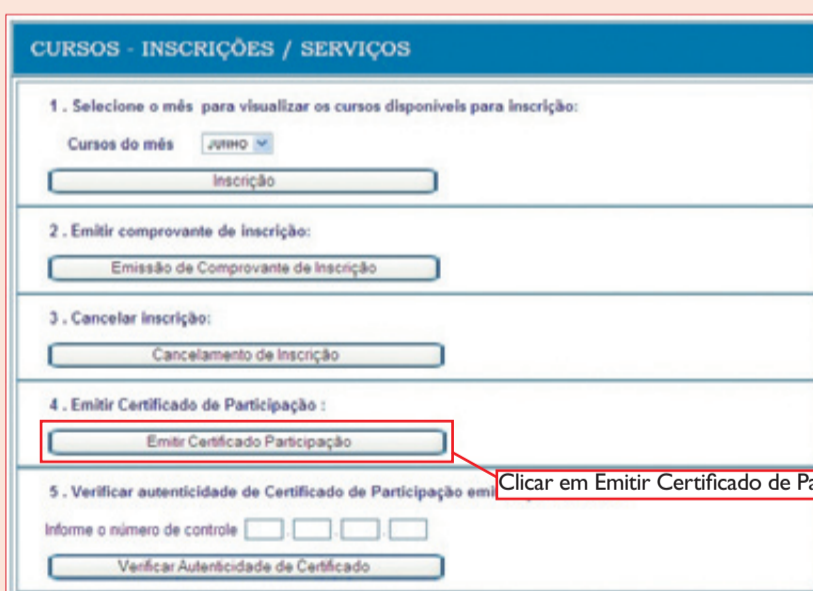 CURSOS - INSCRIÇÕES / SERVIÇOS
1 . Selecione o mês para visualizar os cursos disponíveis para inscrição:
Cursos do mês JUNHO
Inscrição
2 . Emitir comprovante de inscrição:
Emissão de Comprovante de Inscrição
3 . Cancelar inscrição:
Cancelamento de Inscrição
4 . Emitir Certificado de Participação :
Emitir Certificado Participação
Clicar em Emitir Certificado de Pa
5 . Verificar autenticidade de Certificado de Participação emi
Informe o número de controle . . .
Verificar Autenticidade de Certificado